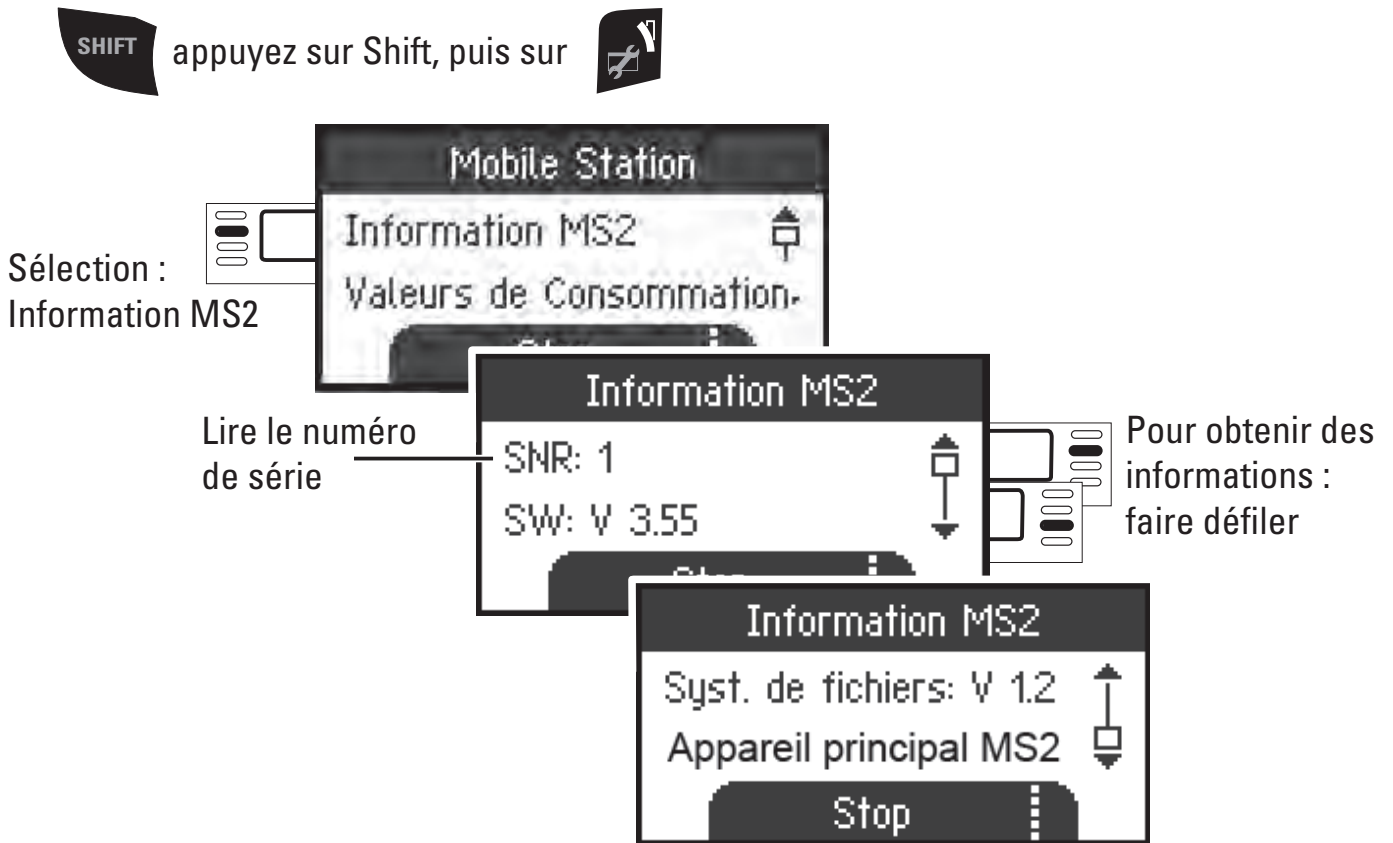 SHIFT appuyez sur Shift, puis sur
Mobile Station
Information MS2
Valeurs de Consommation.
Sélection :
Information MS2
Information MS2
SNR: 1
SW: V 3.55
Lire le numéro
de série
Pour obtenir des
informations :
faire défiler
Information MS2
Syst. de fichiers: V 1.2
Appareil principal MS2
Stop